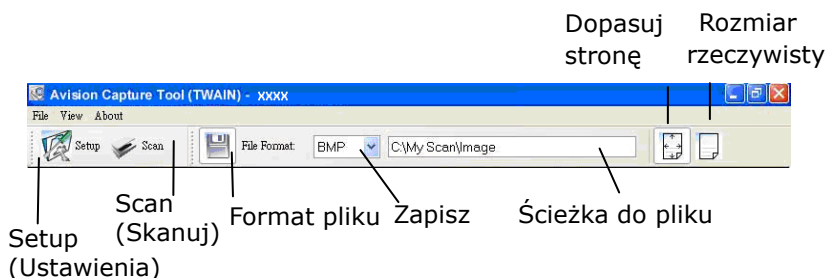 Dopasuj stronę
Rozmiar rzeczywisty
Avision Capture Tool (TWAIN) - xxxx
File View About
Setup Scan File Format: BMP C:\My Scan\Image
Setup (Ustawienia)
Scan (Skanuj)
Format pliku
Zapisz
Ścieżka do pliku